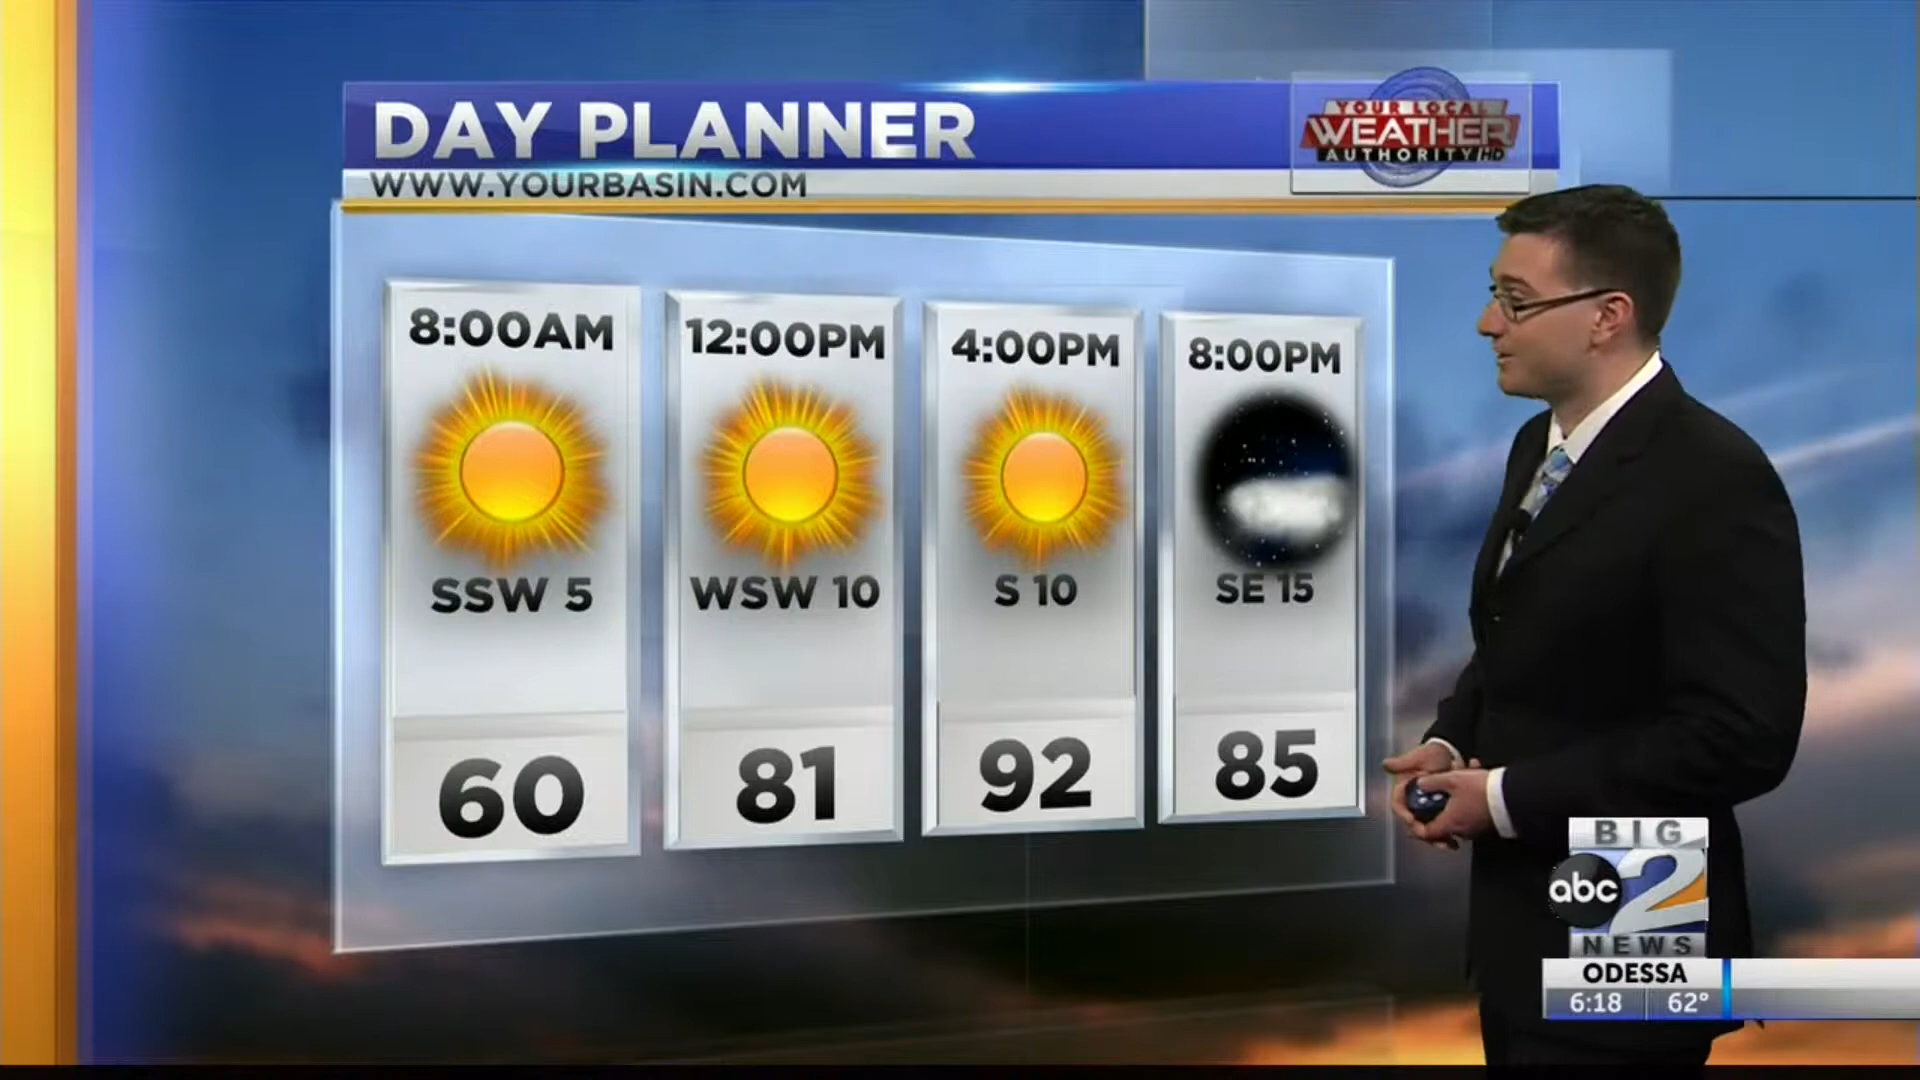 DAY PLANNER
WWW.YOURBASIN.COM
YOUR LOCAL
WEATHER
AUTHORITY HD
8:00AM
SSW 5
60
12:00PM
WSW 10
81
4:00PM
S 10
92
8:00PM
SE 15
85
BIG
abc 2
NEWS
ODESSA
6:18 62°